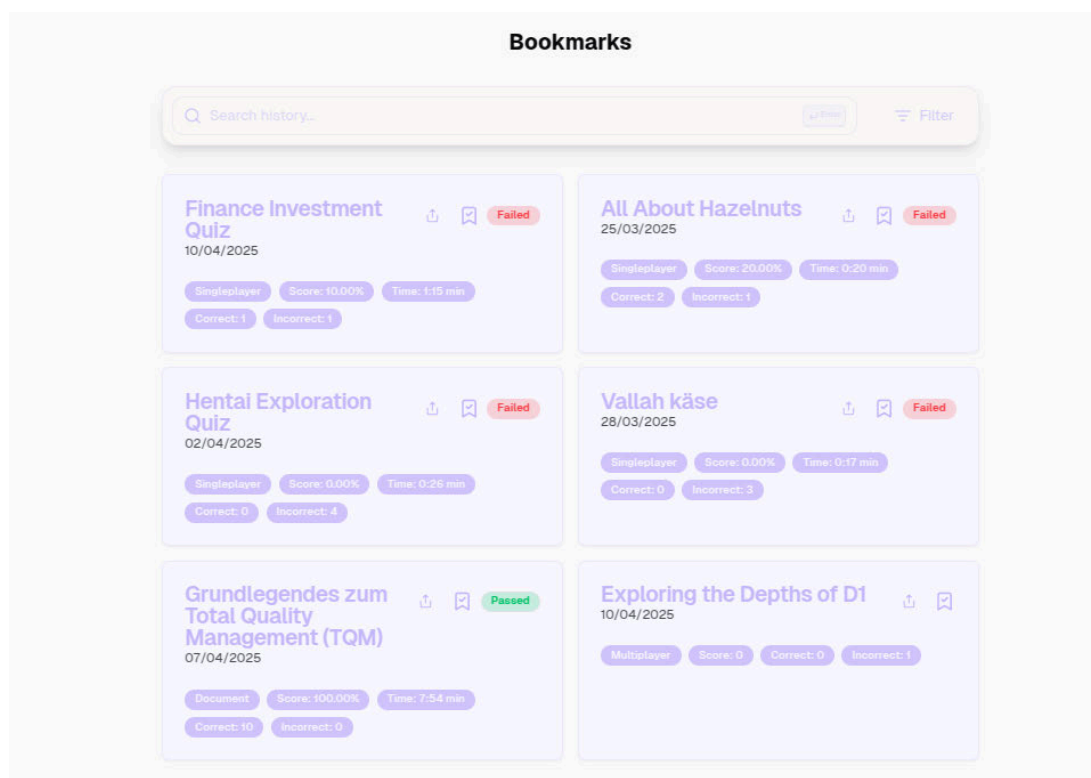 Bookmarks
Search history...
Filter
Finance Investment
Quiz
Failed
10/04/2025
Singleplayer Score: 10.00% Time: 1:15 min
Correct: 1 Incorrect: 1
All About Hazelnuts
Failed
25/03/2025
Singleplayer Score: 20.00% Time: 0:20 min
Correct: 2 Incorrect: 1
Hentai Exploration
Quiz
Failed
02/04/2025
Singleplayer Score: 0.00% Time: 0:26 min
Correct: 0 Incorrect: 4
Vallah käse
Failed
28/03/2025
Singleplayer Score: 0.00% Time: 0:17 min
Correct: 0 Incorrect: 3
Grundlegendes zum
Total Quality
Management (TQM)
Passed
07/04/2025
Document Score: 100.00% Time: 7:54 min
Correct: 10 Incorrect: 0
Exploring the Depths of D1
10/04/2025
Multiplayer Score: 0 Correct: 0 Incorrect: 1